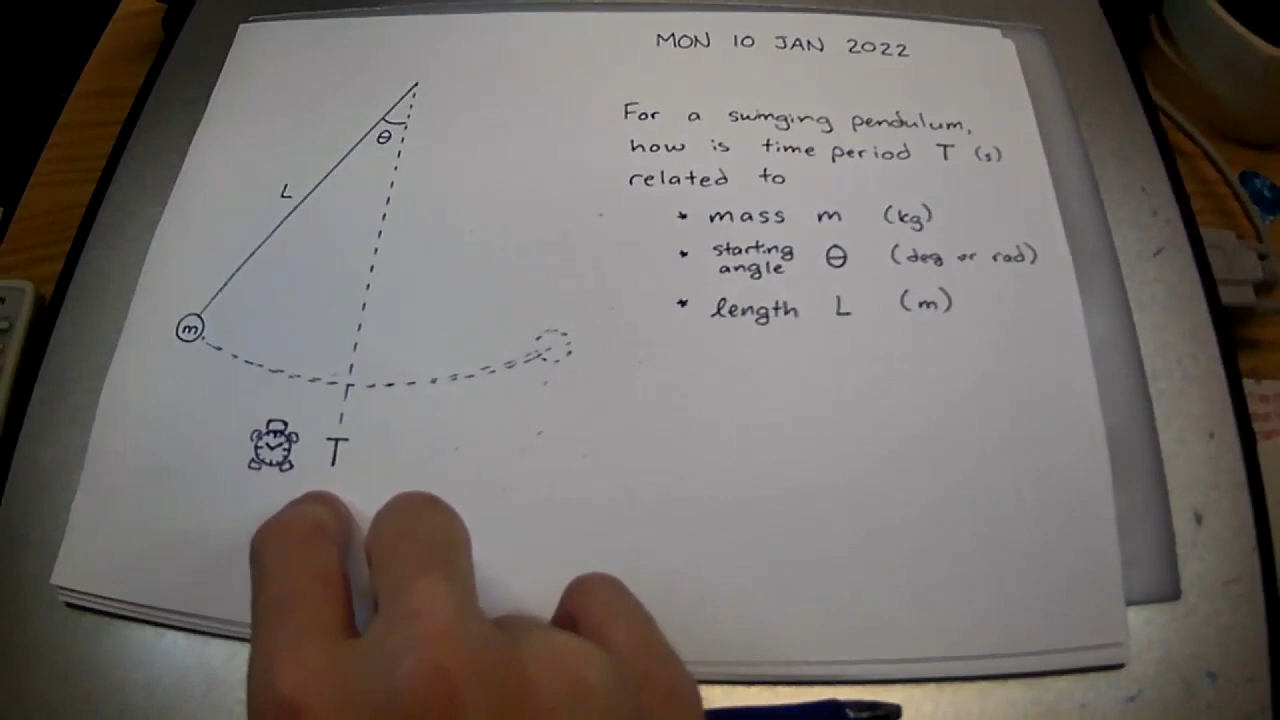 MON 10 JAN 2022
For a swinging pendulum,
how is time period T (s)
related to
* mass m (kg)
* starting angle θ (deg or rad)
* length L (m)
θ
L
m
T